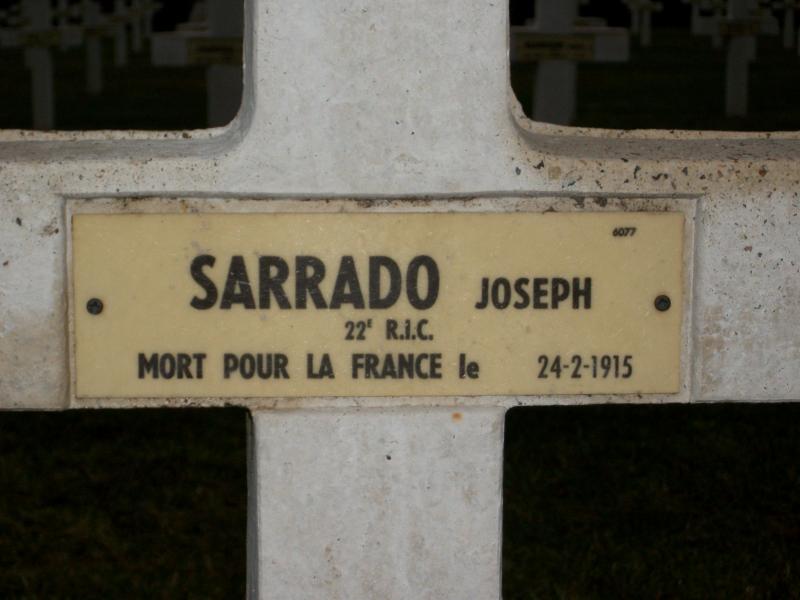 6077
SARRADO JOSEPH
22E R.i.C.
MORT POUR LA FRANCE le 24-2-1915